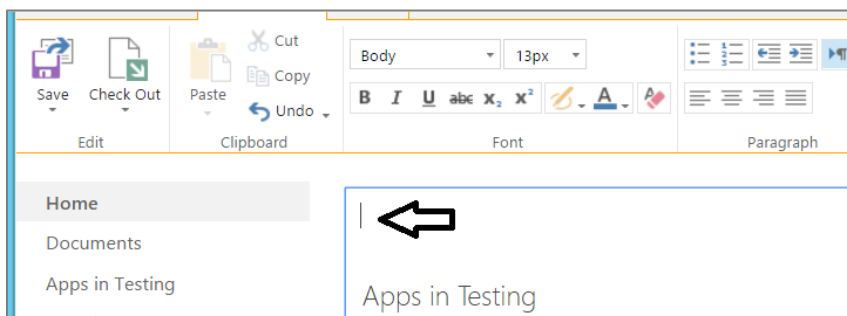 Cut
Body 13px
Copy
Save Check Out Paste
Undo
B I U abc x₂ x²
A
Edit Clipboard Font Paragraph
Home
Documents
Apps in Testing
Apps in Testing